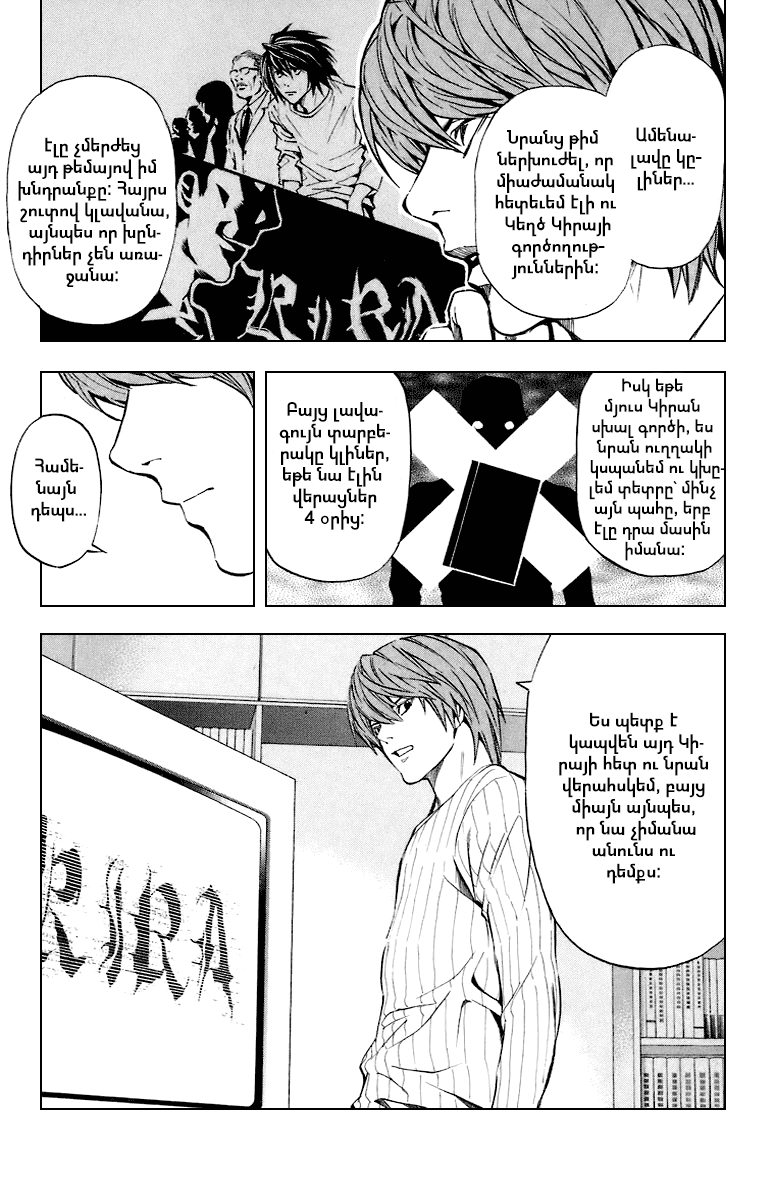 Ամենա-
լավը կը-
լիներ...
Նրանց թիմ
ներխուժել, որ
միաժամանակ
հետեւեմ էլի ու
Կեղծ Կիրայի
գործողութ-
յուններին:
էլը չմերժեց
այդ թեմայով իմ
խնդրանքը: Հայրս
շուտով կլավանա,
այնպես որ խըն-
դիրներ չեն առա-
ջանա:
KIRA
Իսկ եթե
մյուս Կիրան
սխալ գործի, ես
նրան ուղղակի
կսպանեմ ու կխը-
լեմ տետրը՝ մինչ
այն պահը, երբ
էլը դրա մասին
իմանա:
Բայց լավա-
գույն տարբե-
րակը կլիներ,
եթե նա էլին
վերացներ
4 օրից:
Համե-
նայն
դեպս...
Ես պետք է
կապվեն այդ Կի-
րայի հետ ու նրան
վերահսկեմ, բայց
միայն այնպես,
որ նա չիմանա
անունս ու
դեմքս:
KIRA